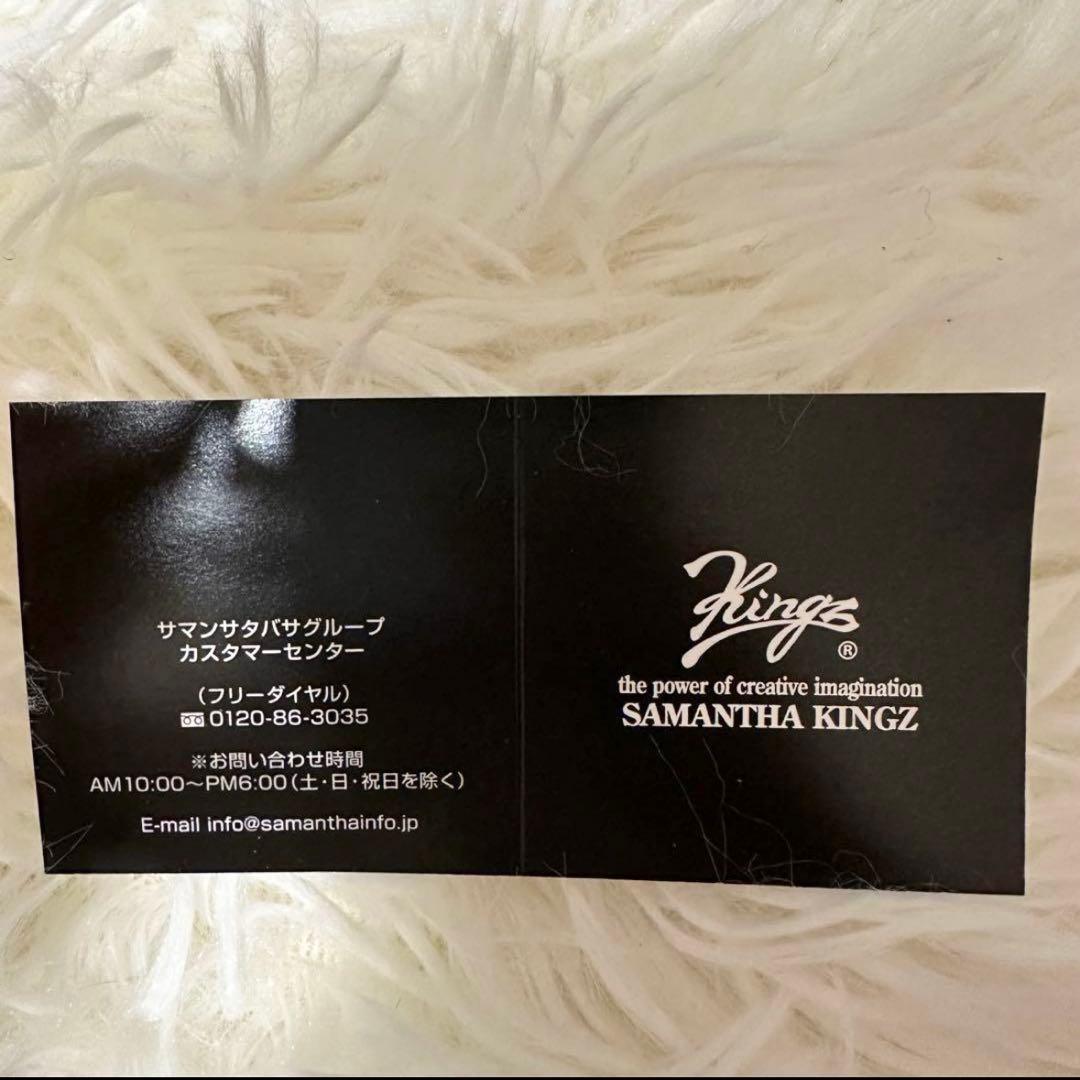 サマンサタバサグループ
カスタマーセンター
（フリーダイヤル）
0120-86-3035
※お問い合わせ時間
AM10:00～PM6:00(土・日・祝日を除く)
E-mail info@samanthainfo.jp
Kingz
®
the power of creative imagination
SAMANTHA KINGZ